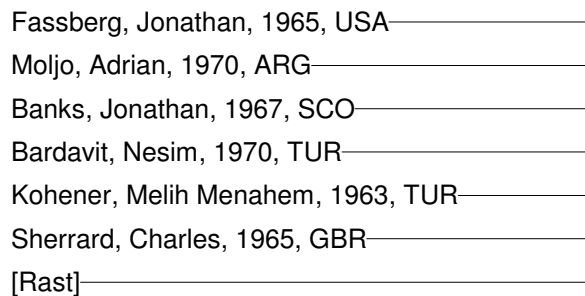 Fassberg, Jonathan, 1965, USA
Moljo, Adrian, 1970, ARG
Banks, Jonathan, 1967, SCO
Bardavit, Nesim, 1970, TUR
Kohener, Melih Menahem, 1963, TUR
Sherrard, Charles, 1965, GBR
[Rast]